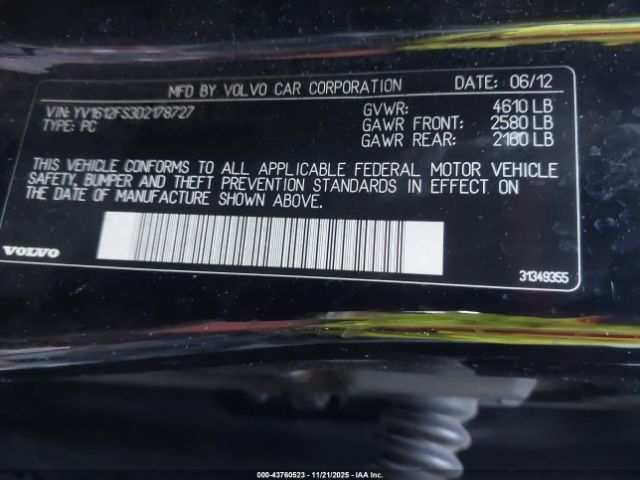 MFD BY VOLVO CAR CORPORATION DATE: 06/12
VIN: YV1612FS3D2178727 GVWR: 4610 LB
TYPE: PC GAWR FRONT: 2580 LB
GAWR REAR: 2180 LB
THIS VEHICLE CONFORMS TO ALL APPLICABLE FEDERAL MOTOR VEHICLE
SAFETY, BUMPER AND THEFT PREVENTION STANDARDS IN EFFECT ON
THE DATE OF MANUFACTURE SHOWN ABOVE.
VOLVO
31349355
000-43760523 - 11/21/2025 - IAA Inc.